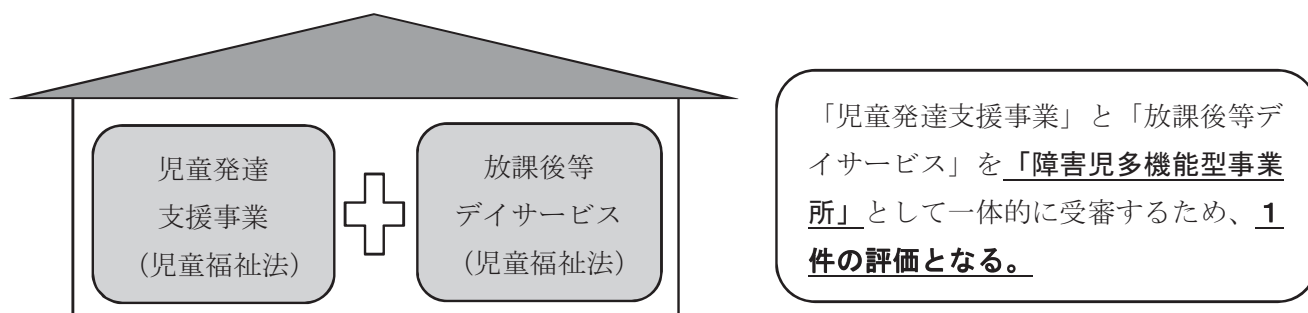 児童発達
支援事業
（児童福祉法）
放課後等
デイサービス
（児童福祉法）
「児童発達支援事業」と「放課後等デ
イサービス」を「障害児多機能型事業
所」として一体的に受審するため、１
件の評価となる。